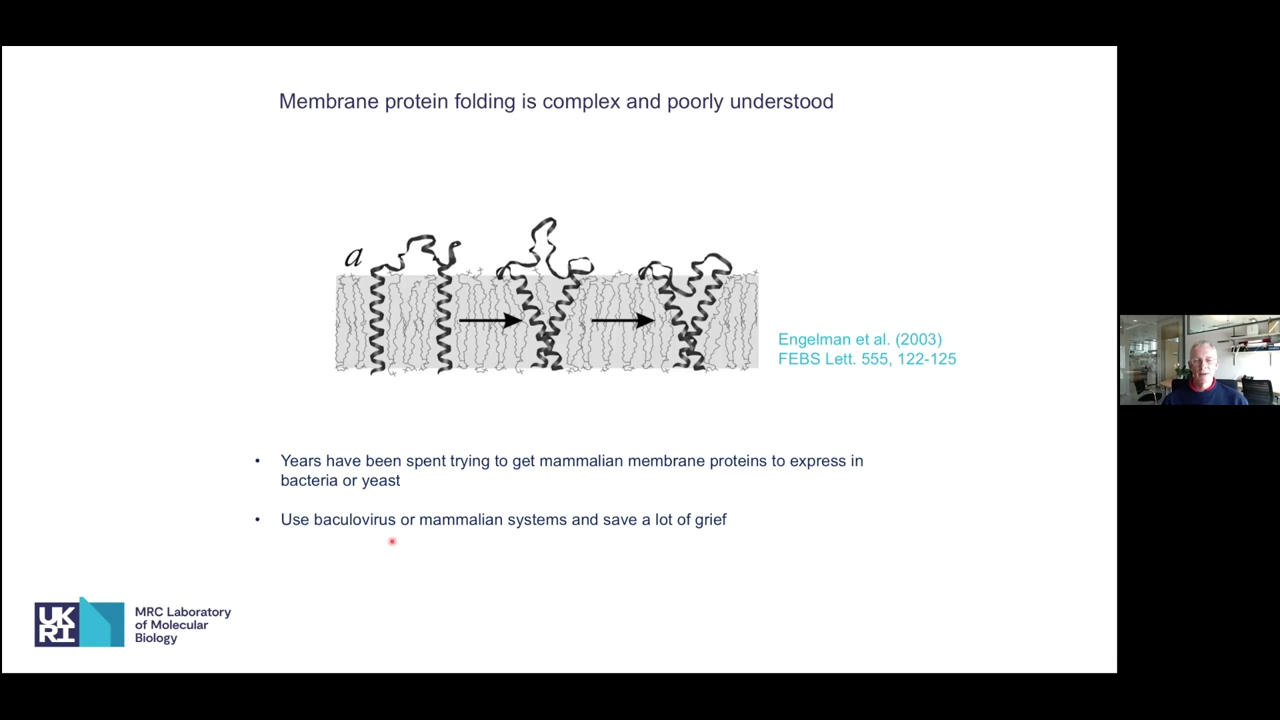 Membrane protein folding is complex and poorly understood
a
Engelman et al. (2003)
FEBS Lett. 555, 122-125
• Years have been spent trying to get mammalian membrane proteins to express in
bacteria or yeast
• Use baculovirus or mammalian systems and save a lot of grief
UK
RI
MRC Laboratory
of Molecular
Biology